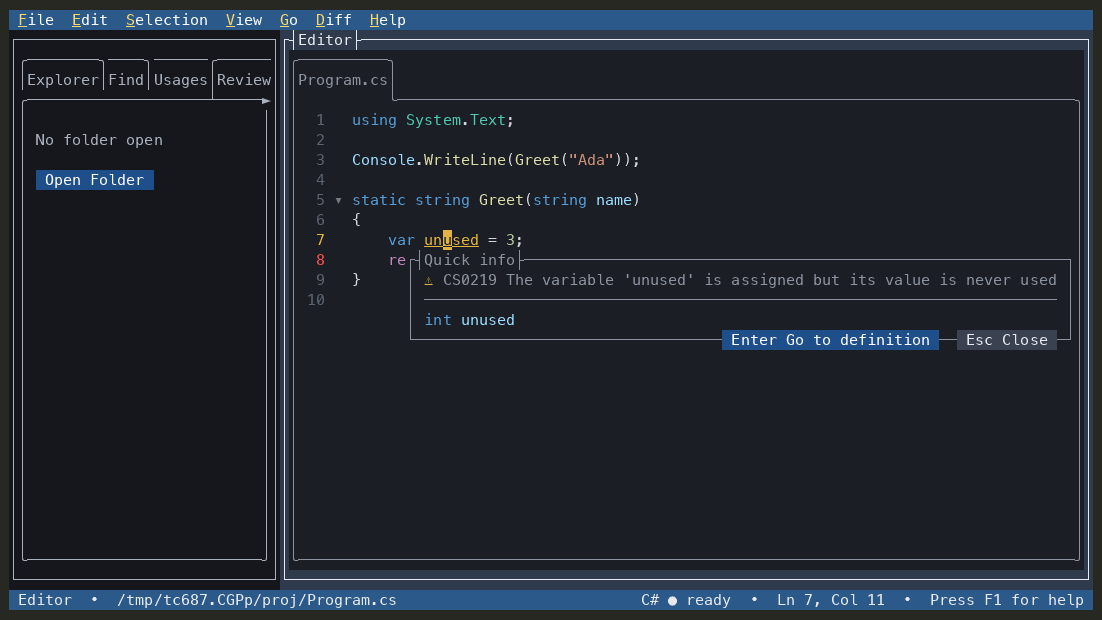 File Edit Selection View Go Diff Help
Editor
Explorer Find Usages Review
Program.cs
No folder open
Open Folder
1 using System.Text;
2
3 Console.WriteLine(Greet("Ada"));
4
5 ▾ static string Greet(string name)
6 {
7 var unused = 3;
8 re
9 }
10
Quick info
⚠ CS0219 The variable 'unused' is assigned but its value is never used
int unused
Enter Go to definition Esc Close
Editor • /tmp/tc687.CGPp/proj/Program.cs C# ● ready • Ln 7, Col 11 • Press F1 for help